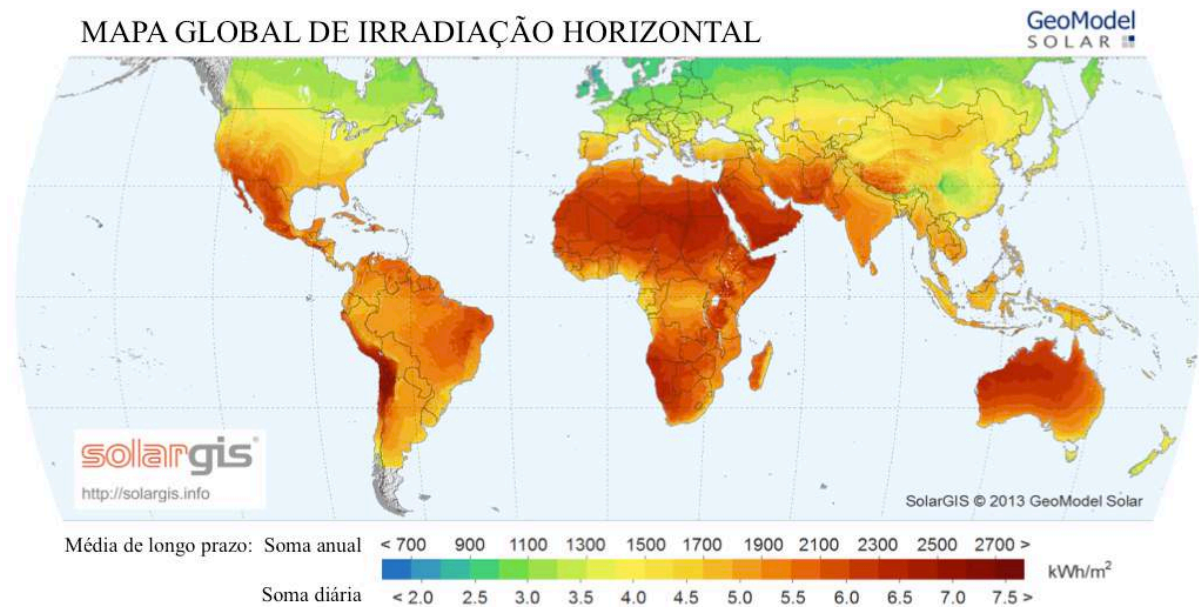 MAPA GLOBAL DE IRRADIAÇÃO HORIZONTAL
GeoModel
SOLAR
solargis
http://solargis.info
SolarGIS © 2013 GeoModel Solar
Média de longo prazo: Soma anual < 700 900 1100 1300 1500 1700 1900 2100 2300 2500 2700 >
kWh/m²
Soma diária < 2.0 2.5 3.0 3.5 4.0 4.5 5.0 5.5 6.0 6.5 7.0 7.5 >